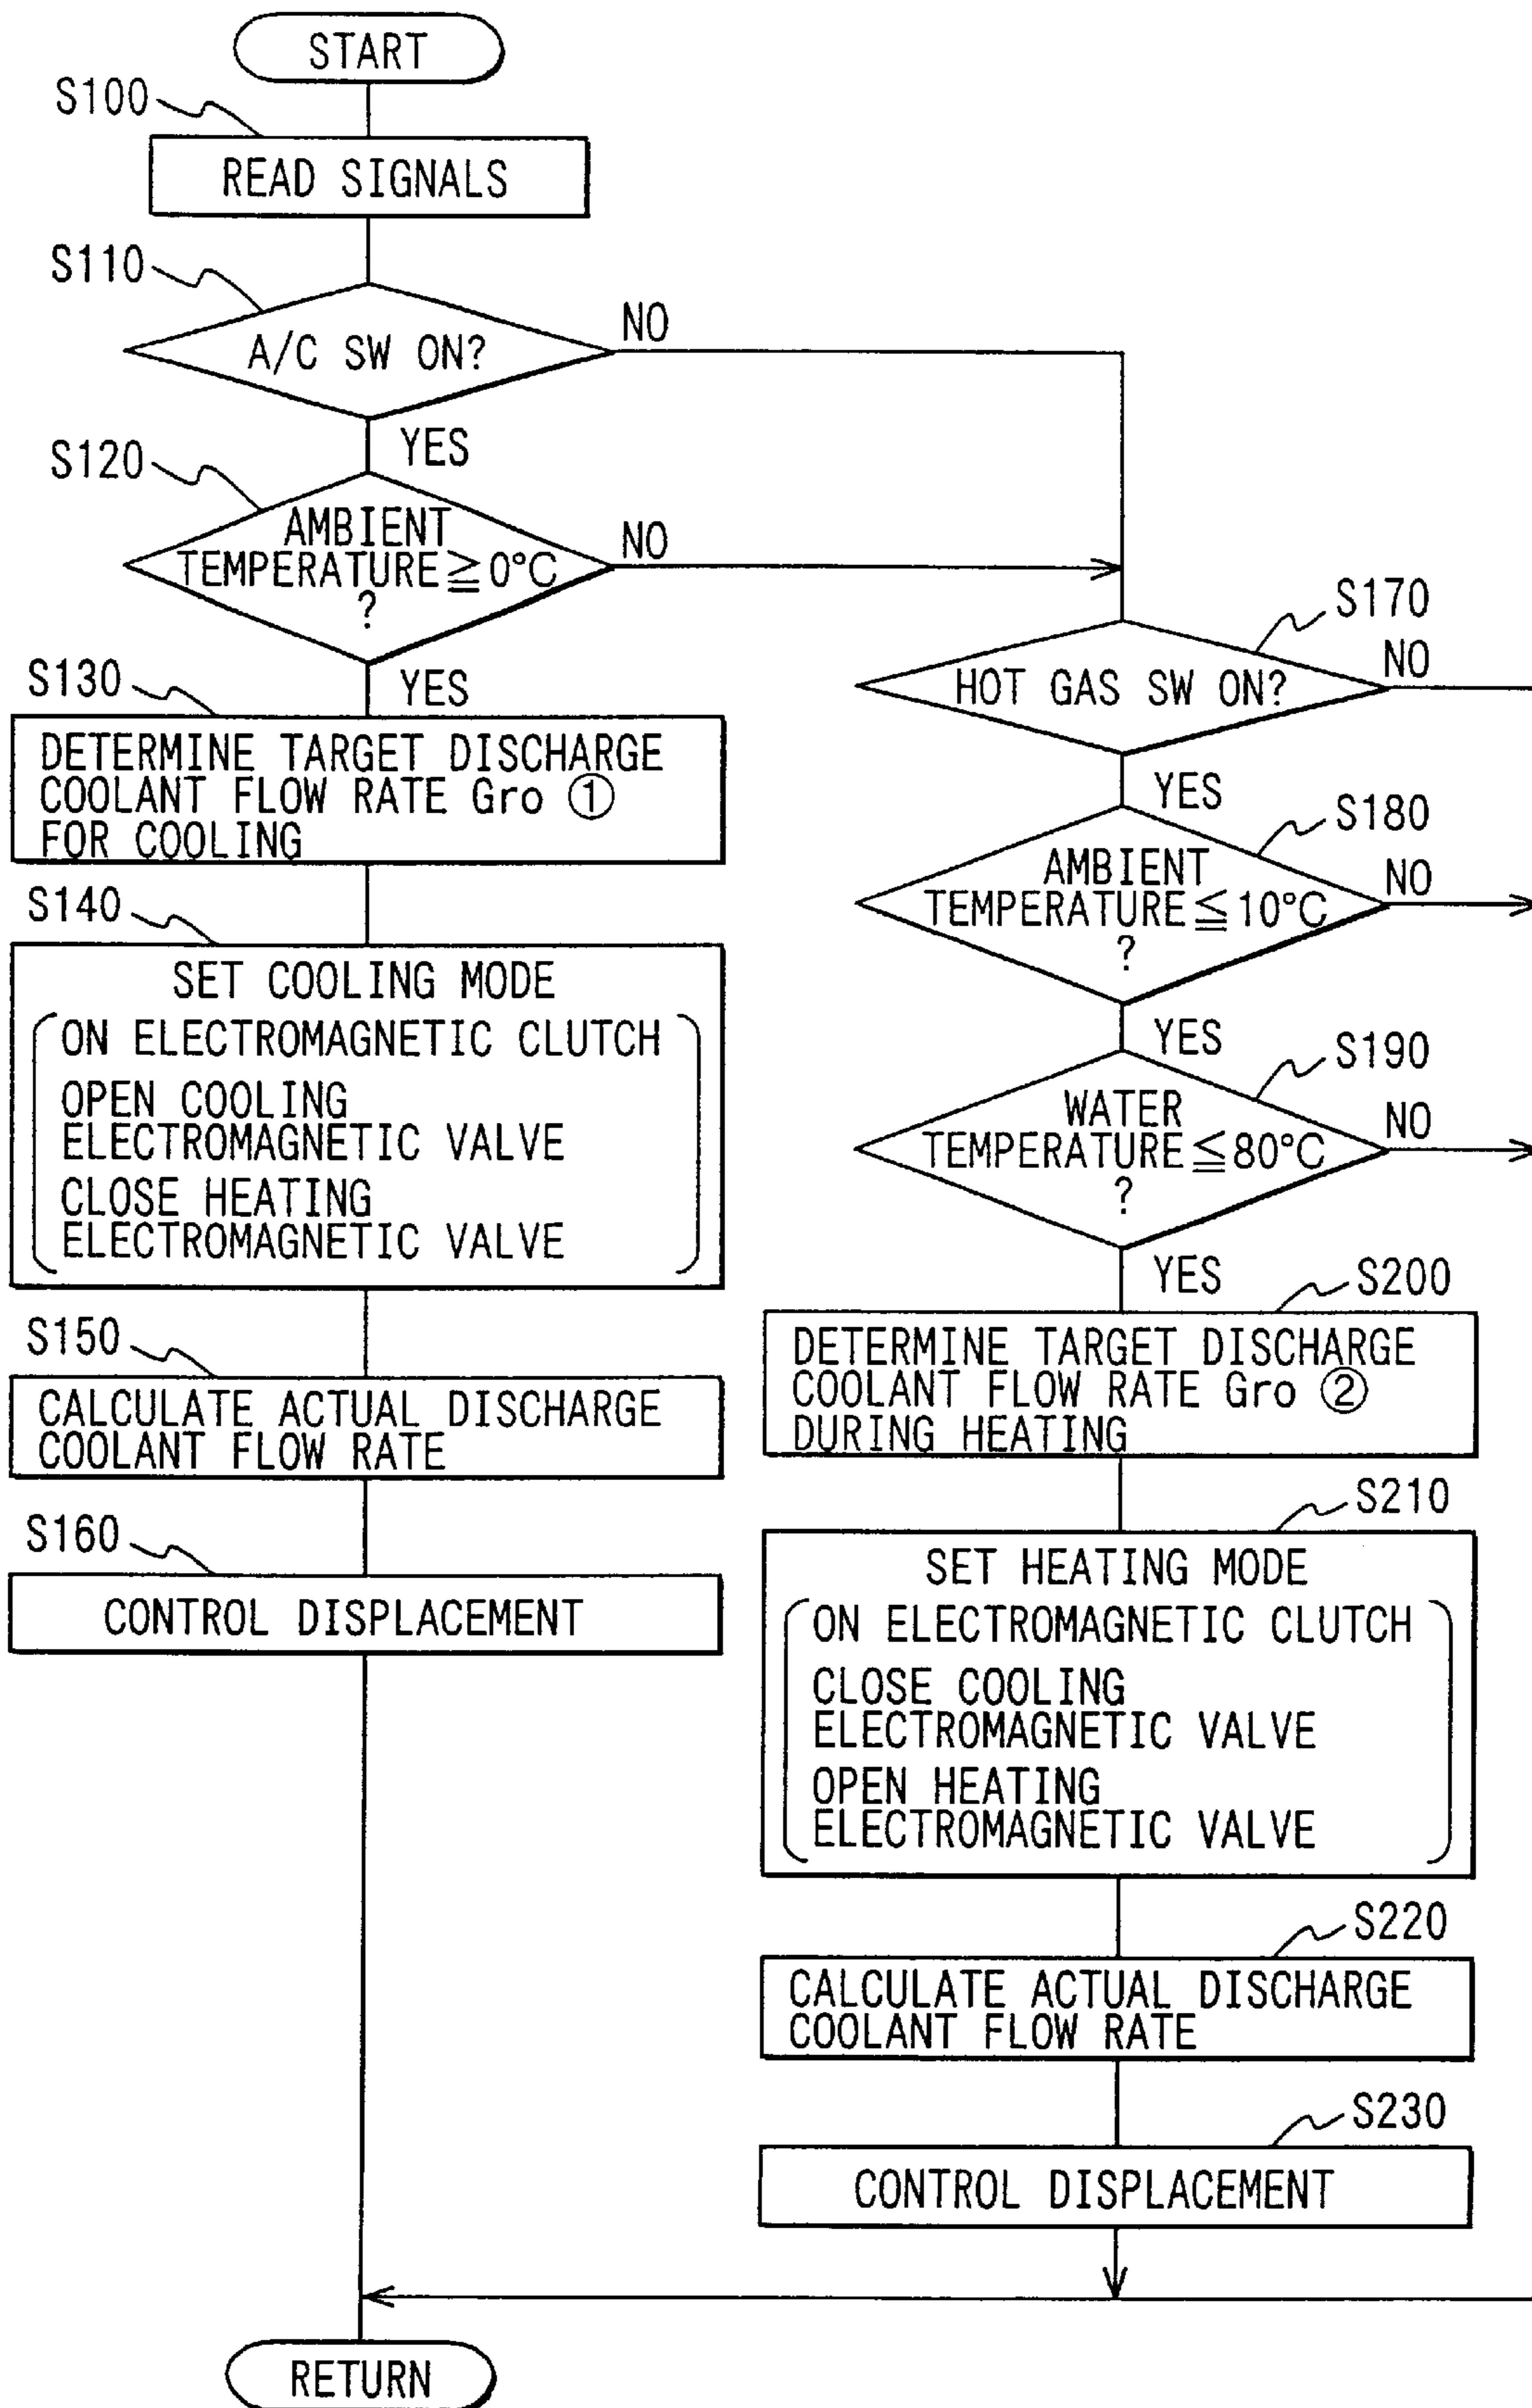 START
S100
READ SIGNALS
S110
A/C SW ON?
NO
YES
S120
AMBIENT
TEMPERATURE≧0°C
?
NO
YES
S130
DETERMINE TARGET DISCHARGE
COOLANT FLOW RATE Gro ①
FOR COOLING
S140
SET COOLING MODE
ON ELECTROMAGNETIC CLUTCH
OPEN COOLING
ELECTROMAGNETIC VALVE
CLOSE HEATING
ELECTROMAGNETIC VALVE
S150
CALCULATE ACTUAL DISCHARGE
COOLANT FLOW RATE
S160
CONTROL DISPLACEMENT
S170
HOT GAS SW ON?
NO
YES
S180
AMBIENT
TEMPERATURE≦10°C
?
NO
YES
S190
WATER
TEMPERATURE≦80°C
?
NO
YES
S200
DETERMINE TARGET DISCHARGE
COOLANT FLOW RATE Gro ②
DURING HEATING
S210
SET HEATING MODE
ON ELECTROMAGNETIC CLUTCH
CLOSE COOLING
ELECTROMAGNETIC VALVE
OPEN HEATING
ELECTROMAGNETIC VALVE
S220
CALCULATE ACTUAL DISCHARGE
COOLANT FLOW RATE
S230
CONTROL DISPLACEMENT
RETURN